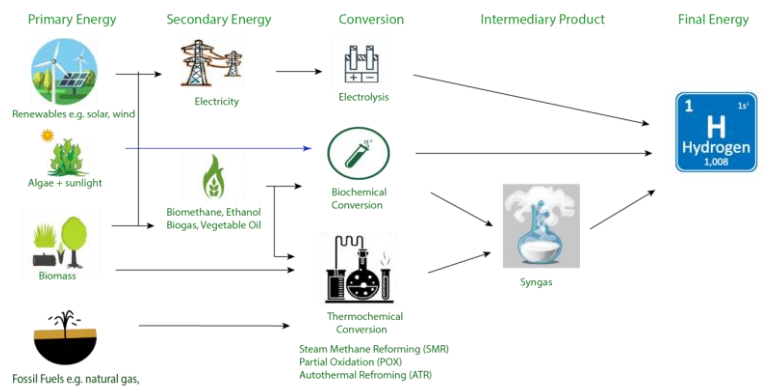 Primary Energy
Secondary Energy
Conversion
Intermediary Product
Final Energy
Renewables e.g. solar, wind
Electricity
+ −
Electrolysis
1
1s¹
H
Hydrogen
1,008
Algae + sunlight
Biomethane, Ethanol
Biogas, Vegetable Oil
Biochemical
Conversion
Biomass
Syngas
Thermochemical
Conversion
Steam Methane Reforming (SMR)
Partial Oxidation (POX)
Autothermal Refroming (ATR)
Fossil Fuels e.g. natural gas,